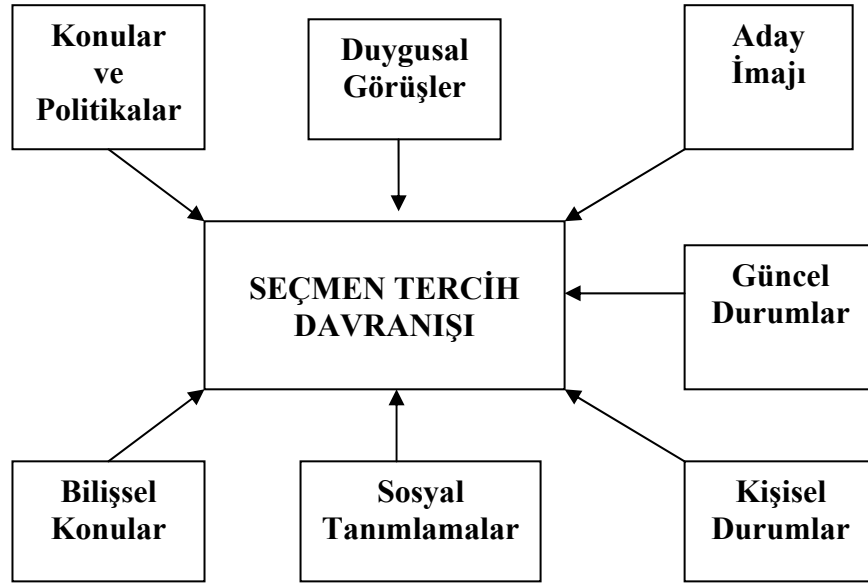 Konular
ve
Politikalar
Duygusal
Görüşler
Aday
İmajı
SEÇMEN TERCİH
DAVRANIŞI
Güncel
Durumlar
Bilişsel
Konular
Sosyal
Tanımlamalar
Kişisel
Durumlar